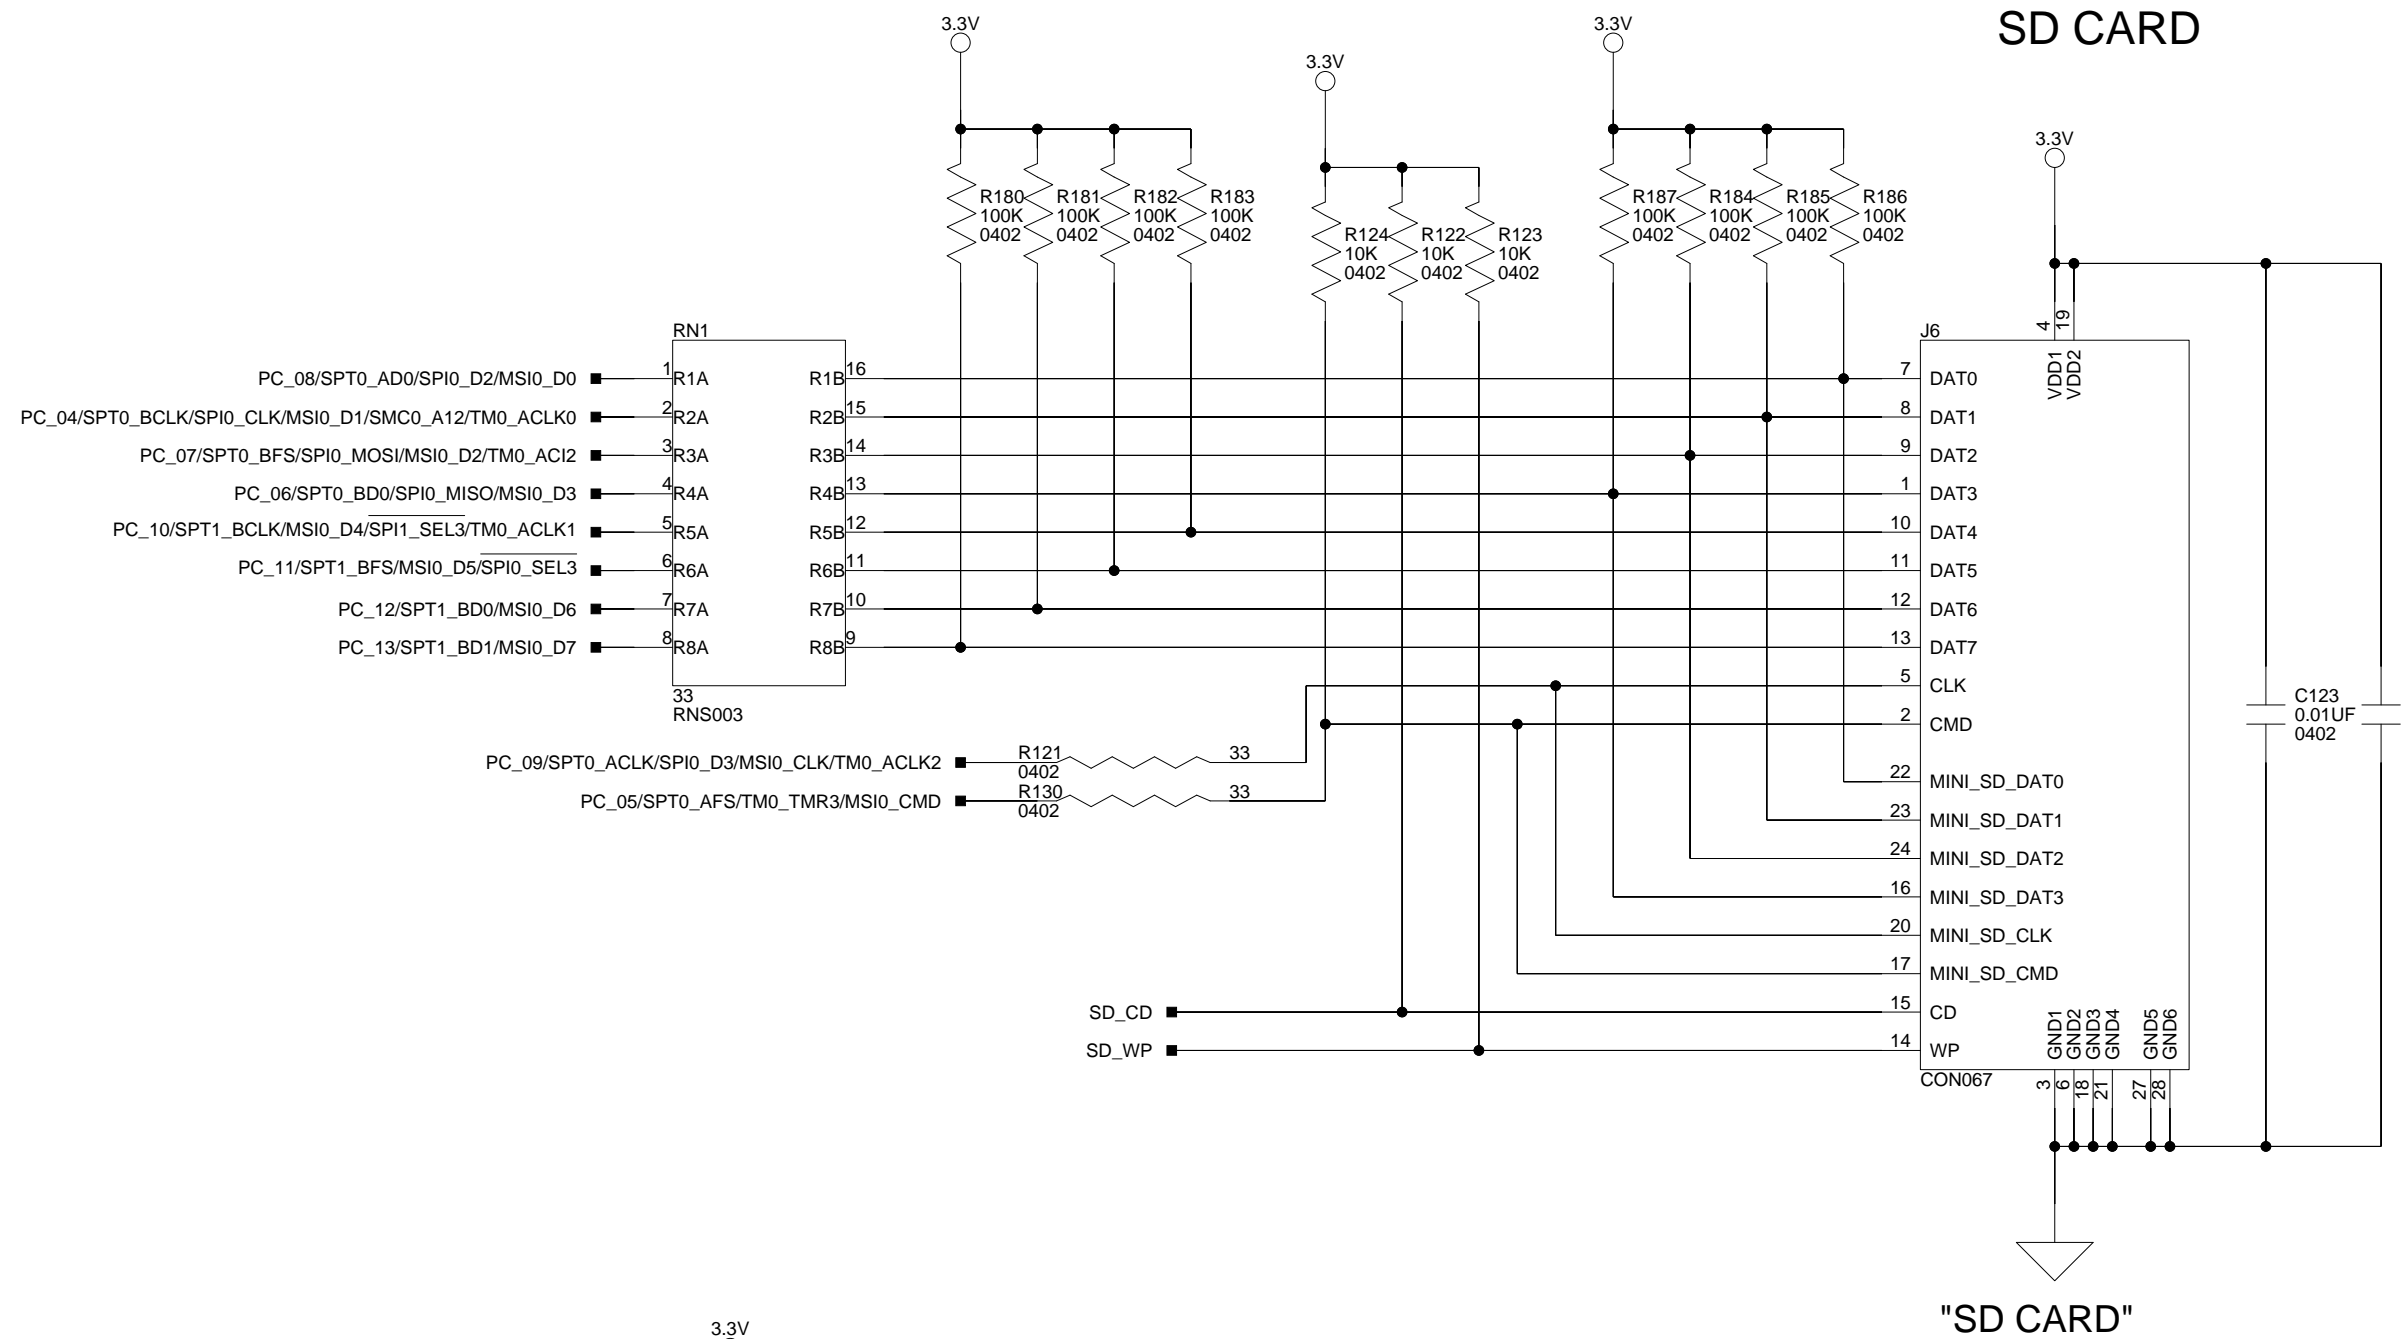 SD CARD
3.3V
3.3V
3.3V
3.3V
R180
100K
0402
R181
100K
0402
R182
100K
0402
R183
100K
0402
R124
10K
0402
R122
10K
0402
R123
10K
0402
R187
100K
0402
R184
100K
0402
R185
100K
0402
R186
100K
0402
RN1
PC_08/SPT0_AD0/SPI0_D2/MSI0_D0 1 R1A R1B 16
PC_04/SPT0_BCLK/SPI0_CLK/MSI0_D1/SMC0_A12/TM0_ACLK0 2 R2A R2B 15
PC_07/SPT0_BFS/SPI0_MOSI/MSI0_D2/TM0_ACI2 3 R3A R3B 14
PC_06/SPT0_BD0/SPI0_MISO/MSI0_D3 4 R4A R4B 13
PC_10/SPT1_BCLK/MSI0_D4/SPI1_SEL3/TM0_ACLK1 5 R5A R5B 12
PC_11/SPT1_BFS/MSI0_D5/SPI0_SEL3 6 R6A R6B 11
PC_12/SPT1_BD0/MSI0_D6 7 R7A R7B 10
PC_13/SPT1_BD1/MSI0_D7 8 R8A R8B 9
33
RNS003
PC_09/SPT0_ACLK/SPI0_D3/MSI0_CLK/TM0_ACLK2 R121 33
0402
PC_05/SPT0_AFS/TM0_TMR3/MSI0_CMD R130 33
0402
SD_CD
SD_WP
J6
4 19
VDD1
VDD2
7 DAT0
8 DAT1
9 DAT2
1 DAT3
10 DAT4
11 DAT5
12 DAT6
13 DAT7
5 CLK
2 CMD
22 MINI_SD_DAT0
23 MINI_SD_DAT1
24 MINI_SD_DAT2
16 MINI_SD_DAT3
20 MINI_SD_CLK
17 MINI_SD_CMD
15 CD
14 WP
GND1
GND2
GND3
GND4
GND5
GND6
CON067
3 6 18 21 27 28
C123
0.01UF
0402
"SD CARD"
3.3V